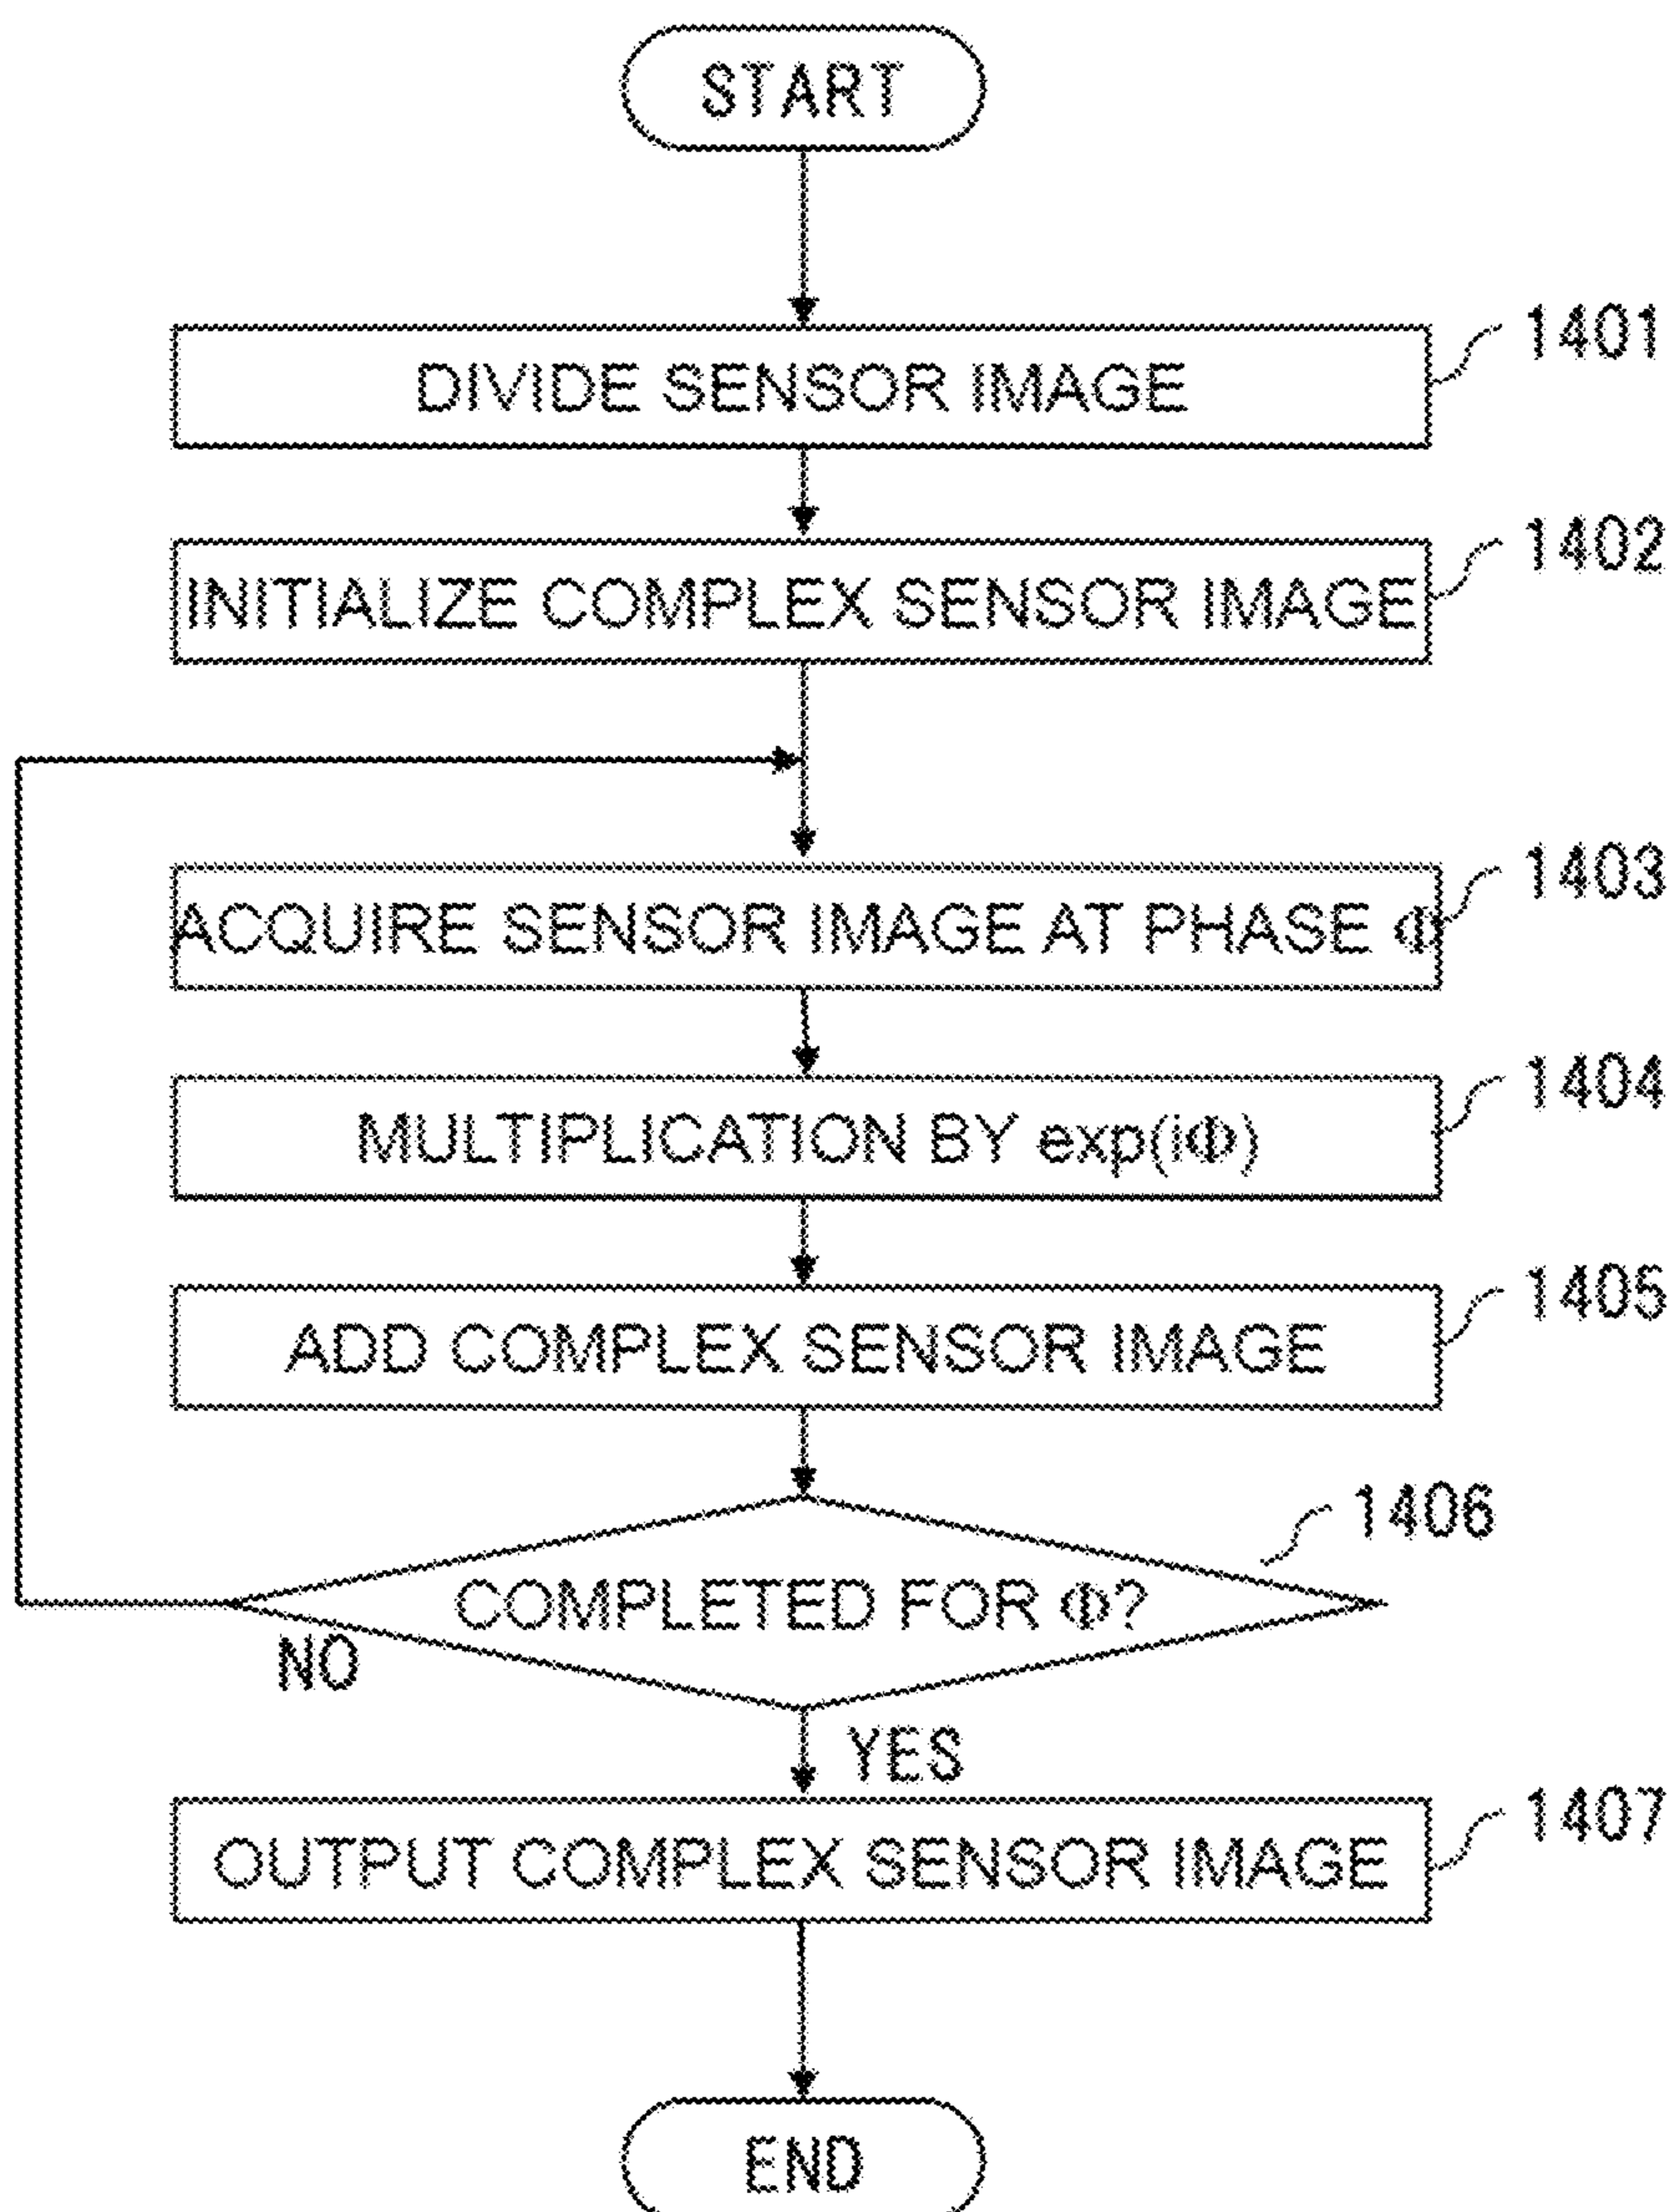 START
DIVIDE SENSOR IMAGE
1401
INITIALIZE COMPLEX SENSOR IMAGE
1402
ACQUIRE SENSOR IMAGE AT PHASE Φ
1403
MULTIPLICATION BY exp(iΦ)
1404
ADD COMPLEX SENSOR IMAGE
1405
COMPLETED FOR Φ?
1406
NO
YES
OUTPUT COMPLEX SENSOR IMAGE
1407
END